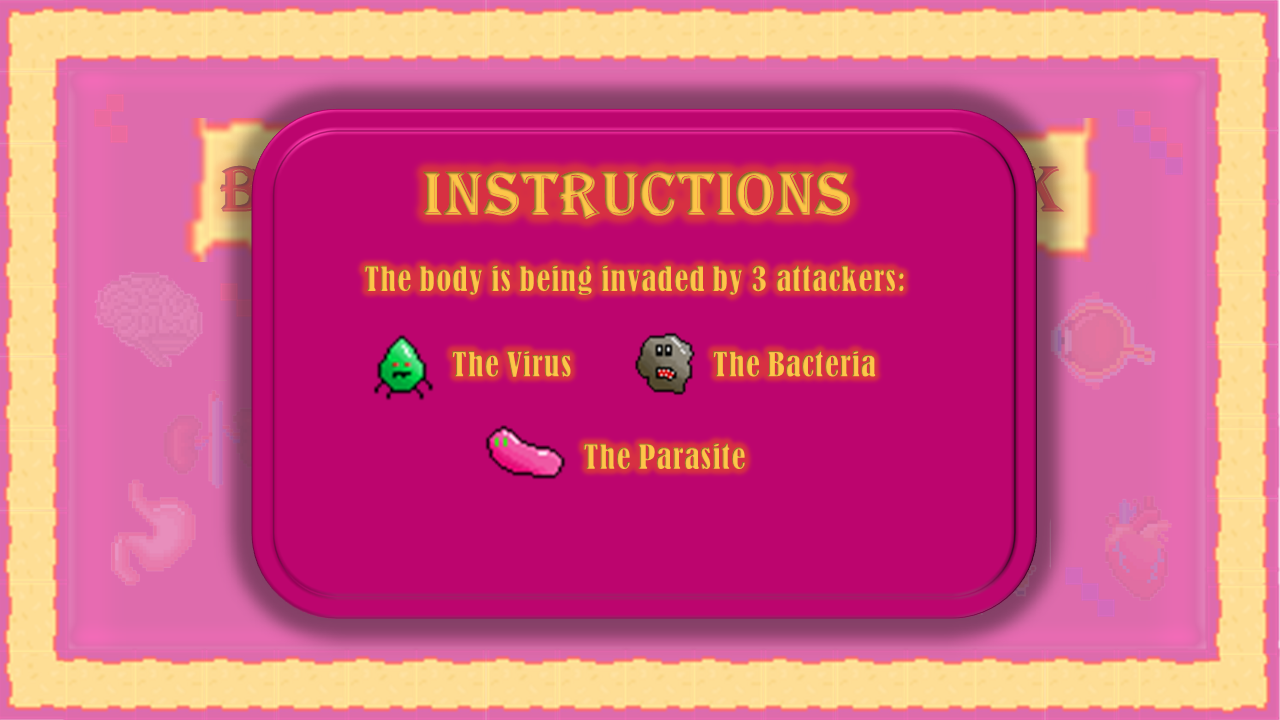 INSTRUCTIONS
The body is being invaded by 3 attackers:
The Virus
The Bacteria
The Parasite